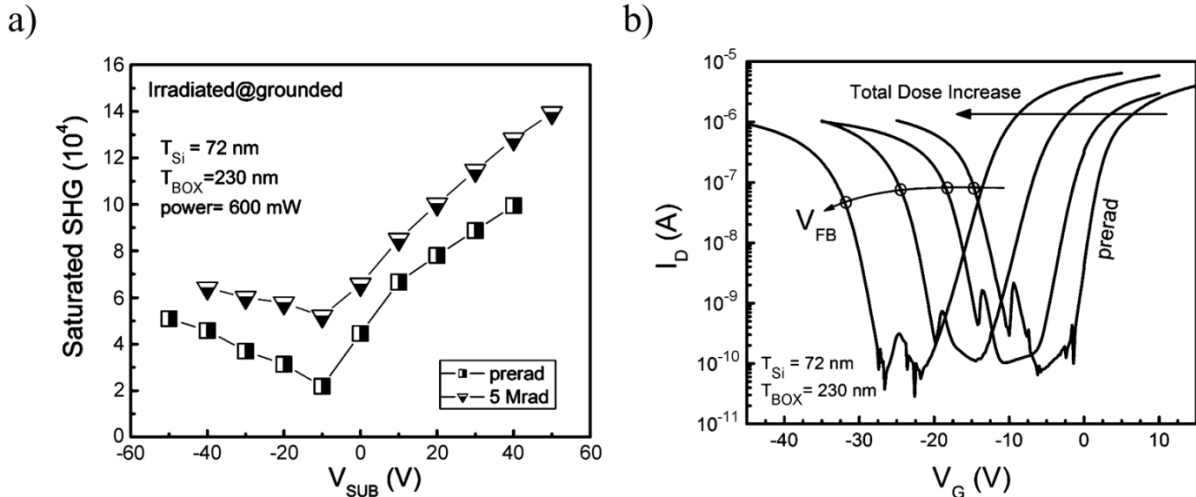 a)
Saturated SHG (10⁴)
16
14
12
10
8
6
4
2
0
Irradiated@grounded
T_Si = 72 nm
T_BOX=230 nm
power= 600 mW
prerad
5 Mrad
-60
-40
-20
0
20
40
60
V_SUB (V)
b)
I_D (A)
10⁻⁵
10⁻⁶
10⁻⁷
10⁻⁸
10⁻⁹
10⁻¹⁰
10⁻¹¹
Total Dose Increase
V_FB
prerad
T_Si = 72 nm
T_BOX= 230 nm
-40
-30
-20
-10
0
10
V_G (V)